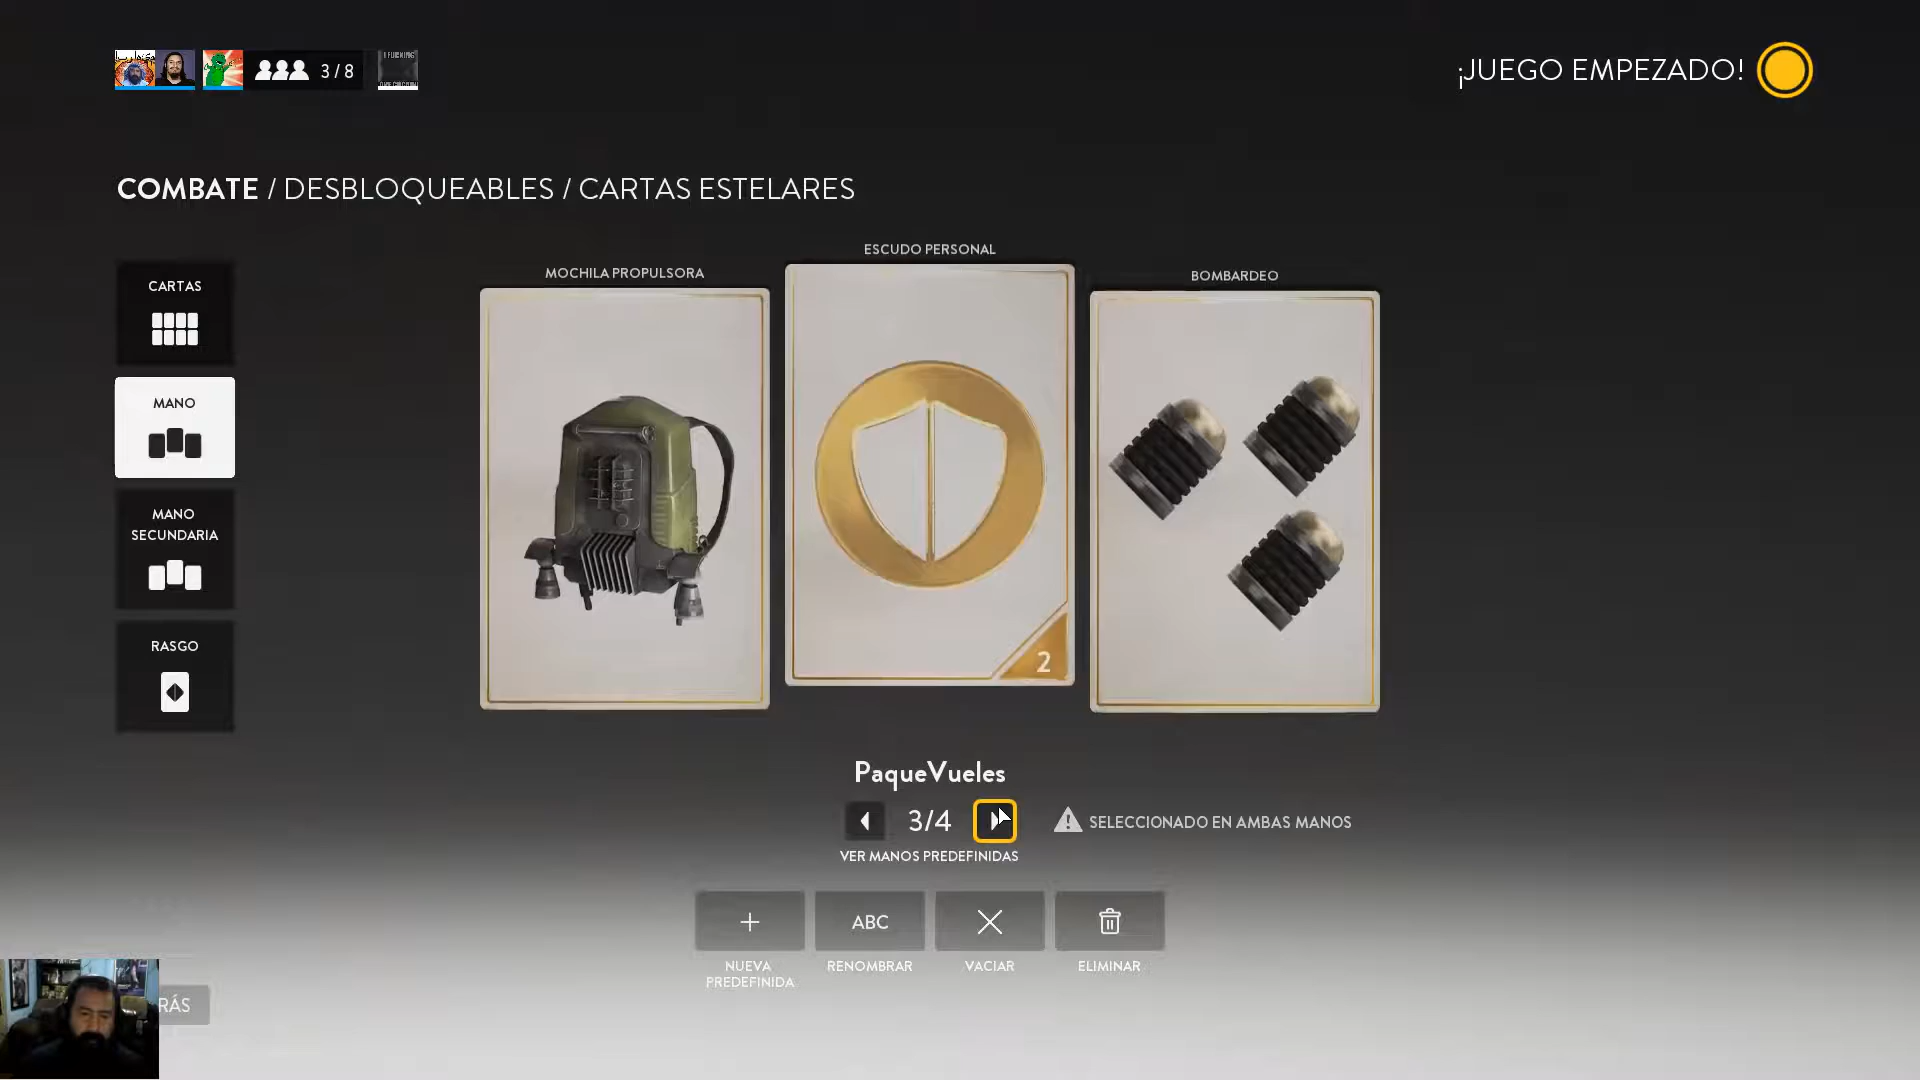 3 / 8
¡JUEGO EMPEZADO!
COMBATE / DESBLOQUEABLES / CARTAS ESTELARES
CARTAS
MANO
MANO
SECUNDARIA
RASGO
MOCHILA PROPULSORA
ESCUDO PERSONAL
BOMBARDEO
2
PaqueVueles
3/4
SELECCIONADO EN AMBAS MANOS
VER MANOS PREDEFINIDAS
ABC
NUEVA
PREDEFINIDA
RENOMBRAR
VACIAR
ELIMINAR
RÁS